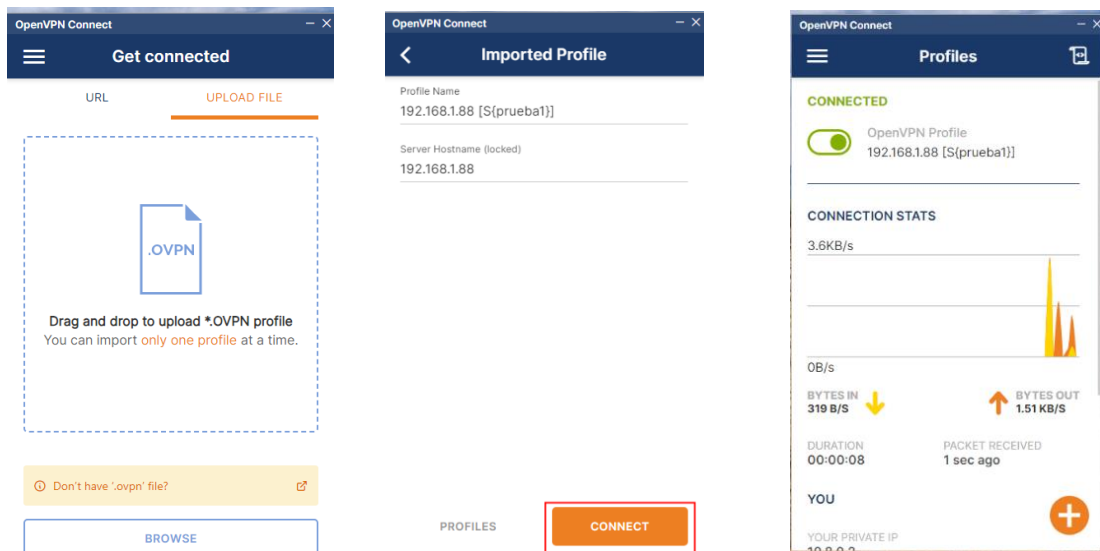 OpenVPN Connect
Get connected
URL
UPLOAD FILE
.OVPN
Drag and drop to upload *.OVPN profile
You can import only one profile at a time.
Don't have '.ovpn' file?
BROWSE
OpenVPN Connect
Imported Profile
Profile Name
192.168.1.88 [S{prueba1}]
Server Hostname (locked)
192.168.1.88
PROFILES
CONNECT
OpenVPN Connect
Profiles
CONNECTED
OpenVPN Profile
192.168.1.88 [S{prueba1}]
CONNECTION STATS
3.6KB/s
0B/s
BYTES IN
319 B/S
BYTES OUT
1.51 KB/S
DURATION
00:00:08
PACKET RECEIVED
1 sec ago
YOU
YOUR PRIVATE IP